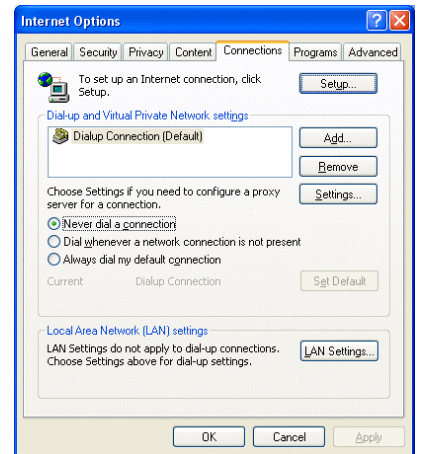 Internet Options
General Security Privacy Content Connections Programs Advanced
To set up an Internet connection, click
Setup.
Setup...
Dial-up and Virtual Private Network settings
Dialup Connection (Default)
Add...
Remove
Choose Settings if you need to configure a proxy
server for a connection.
Settings...
Never dial a connection
Dial whenever a network connection is not present
Always dial my default connection
Current Dialup Connection
Set Default
Local Area Network (LAN) settings
LAN Settings do not apply to dial-up connections.
Choose Settings above for dial-up settings.
LAN Settings...
OK Cancel Apply